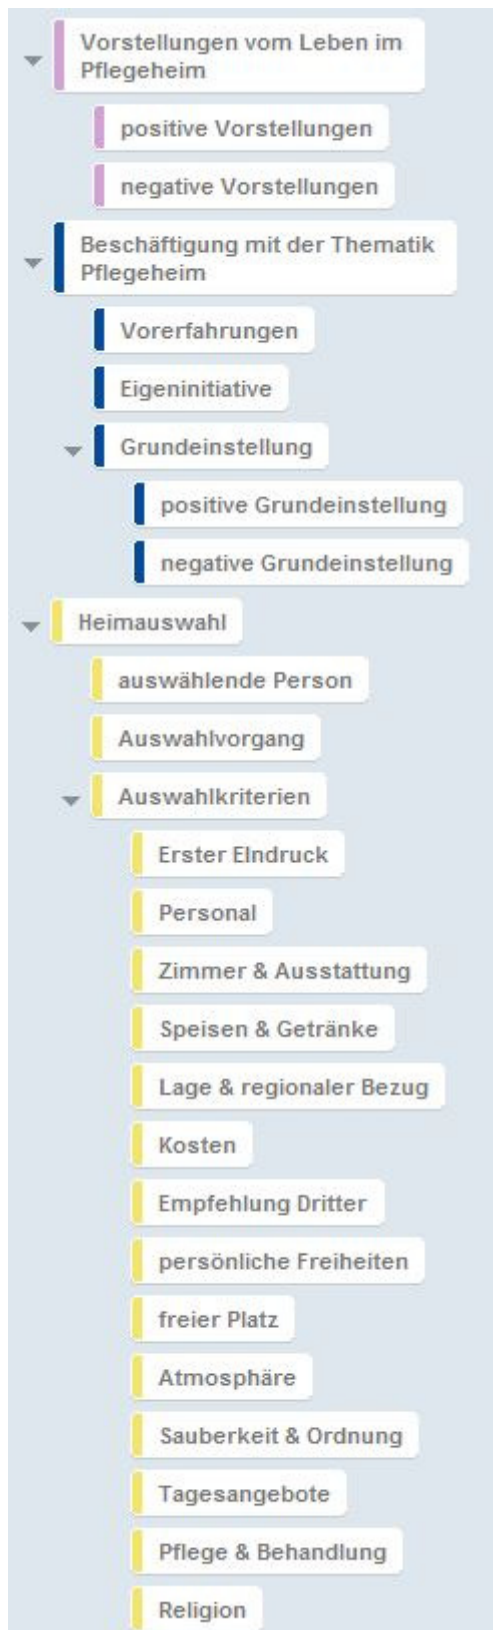 Vorstellungen vom Leben im
Pflegeheim
positive Vorstellungen
negative Vorstellungen
Beschäftigung mit der Thematik
Pflegeheim
Vorerfahrungen
Eigeninitiative
Grundeinstellung
positive Grundeinstellung
negative Grundeinstellung
Heimauswahl
auswählende Person
Auswahlvorgang
Auswahlkriterien
Erster EIndruck
Personal
Zimmer & Ausstattung
Speisen & Getränke
Lage & regionaler Bezug
Kosten
Empfehlung Dritter
persönliche Freiheiten
freier Platz
Atmosphäre
Sauberkeit & Ordnung
Tagesangebote
Pflege & Behandlung
Religion